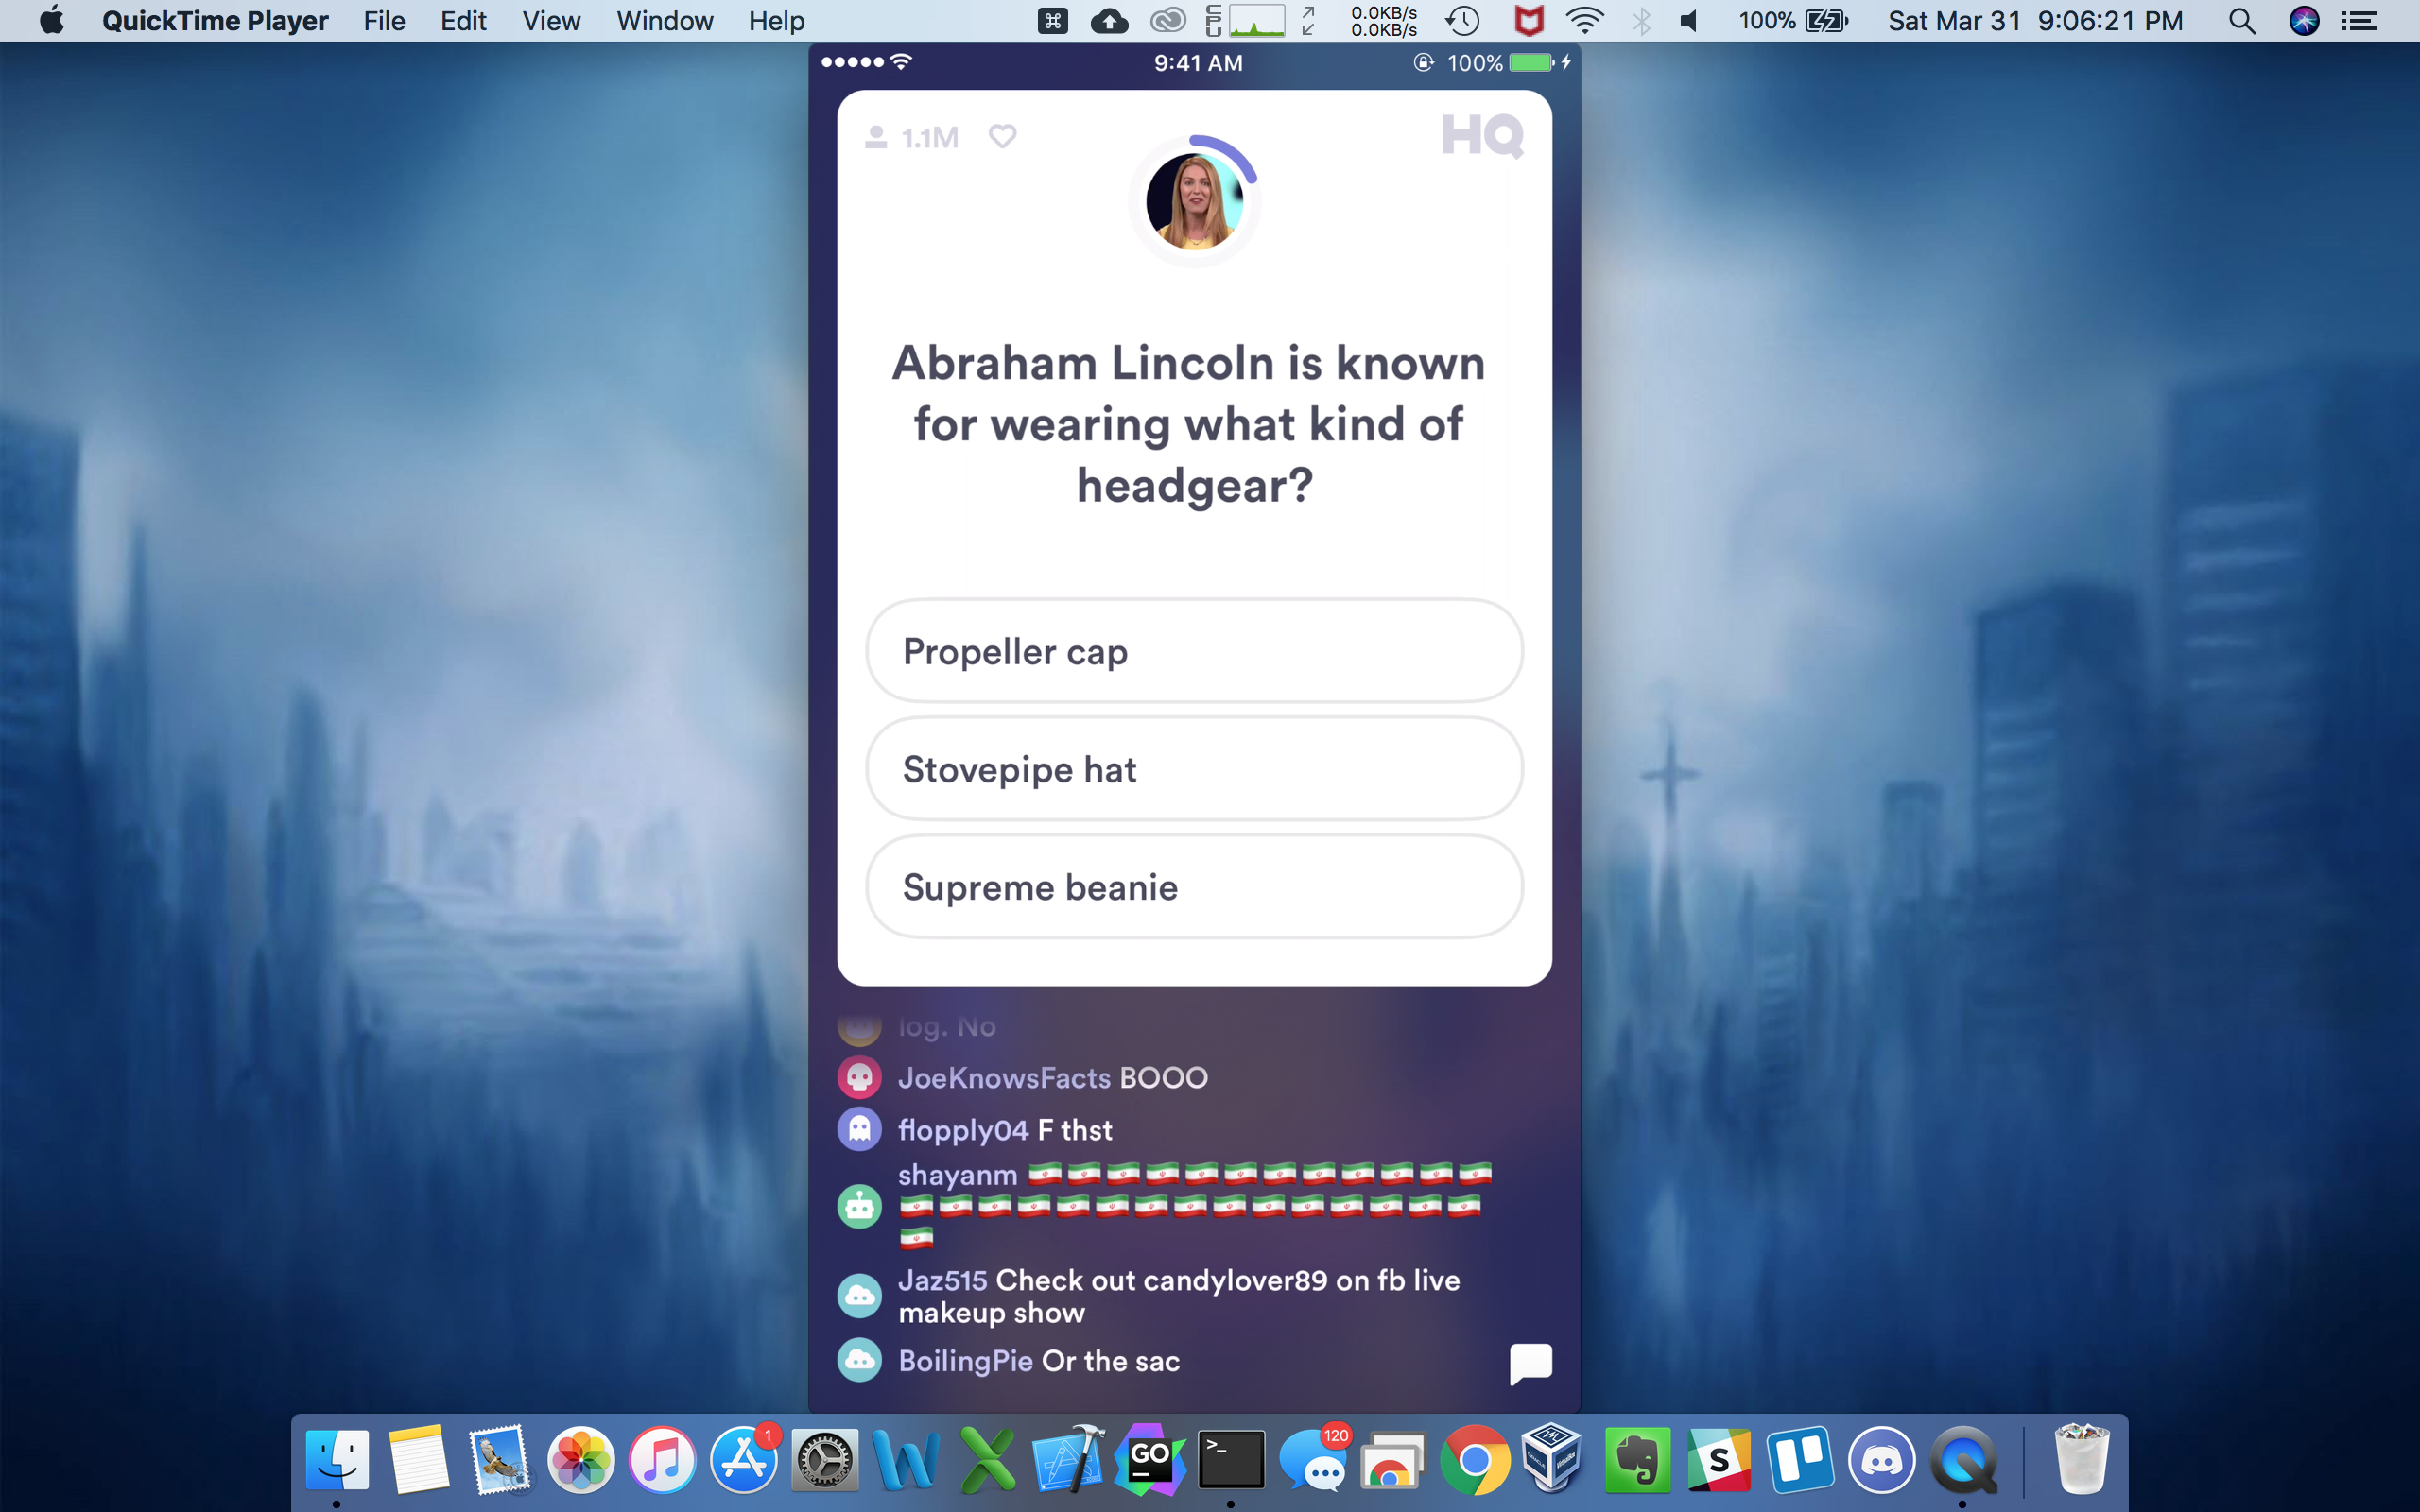 QuickTime Player File Edit View Window Help
CPU
0.0KB/s
0.0KB/s
100%
Sat Mar 31 9:06:21 PM
9:41 AM
100%
1.1M
HQ
Abraham Lincoln is known
for wearing what kind of
headgear?
Propeller cap
Stovepipe hat
Supreme beanie
log. No
JoeKnowsFacts BOOO
flopply04 F thst
shayanm 🇮🇷🇮🇷🇮🇷🇮🇷🇮🇷🇮🇷🇮🇷🇮🇷🇮🇷🇮🇷🇮🇷🇮🇷
🇮🇷🇮🇷🇮🇷🇮🇷🇮🇷🇮🇷🇮🇷🇮🇷🇮🇷🇮🇷🇮🇷🇮🇷🇮🇷🇮🇷🇮🇷
🇮🇷
Jaz515 Check out candylover89 on fb live
makeup show
BoilingPie Or the sac
1
GO
>_
120
S